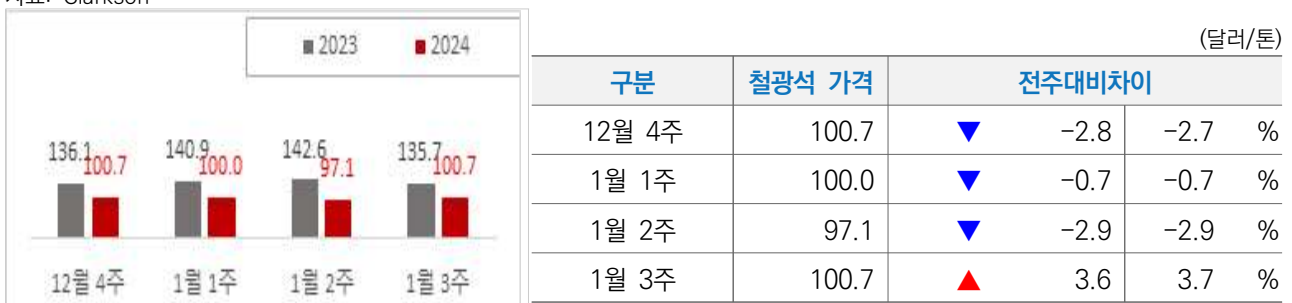 자료: Clarkson
■ 2023 ■ 2024
136.1 100.7 140.9 100.0 142.6 97.1 135.7 100.7
12월 4주 1월 1주 1월 2주 1월 3주
(달러/톤)
구분 철광석 가격 전주대비차이
12월 4주 100.7 ▼ -2.8 -2.7 %
1월 1주 100.0 ▼ -0.7 -0.7 %
1월 2주 97.1 ▼ -2.9 -2.9 %
1월 3주 100.7 ▲ 3.6 3.7 %